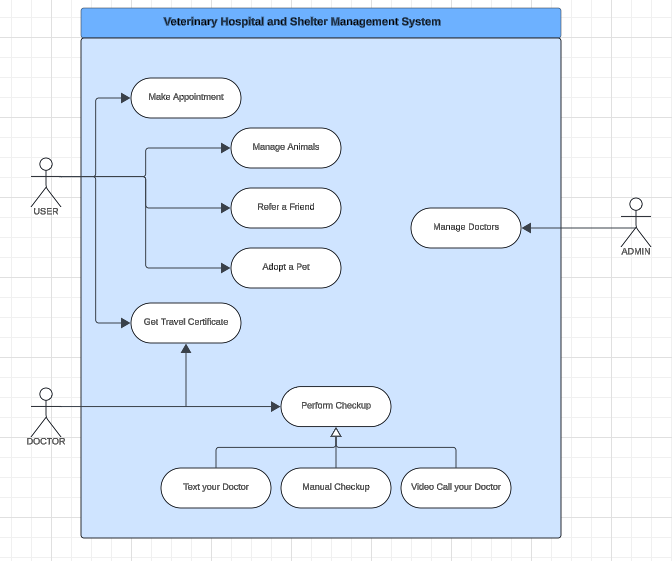 Veterinary Hospital and Shelter Management System
Make Appointment
Manage Animals
USER
Refer a Friend
Manage Doctors
ADMIN
Adopt a Pet
Get Travel Certificate
DOCTOR
Perform Checkup
Text your Doctor
Manual Checkup
Video Call your Doctor